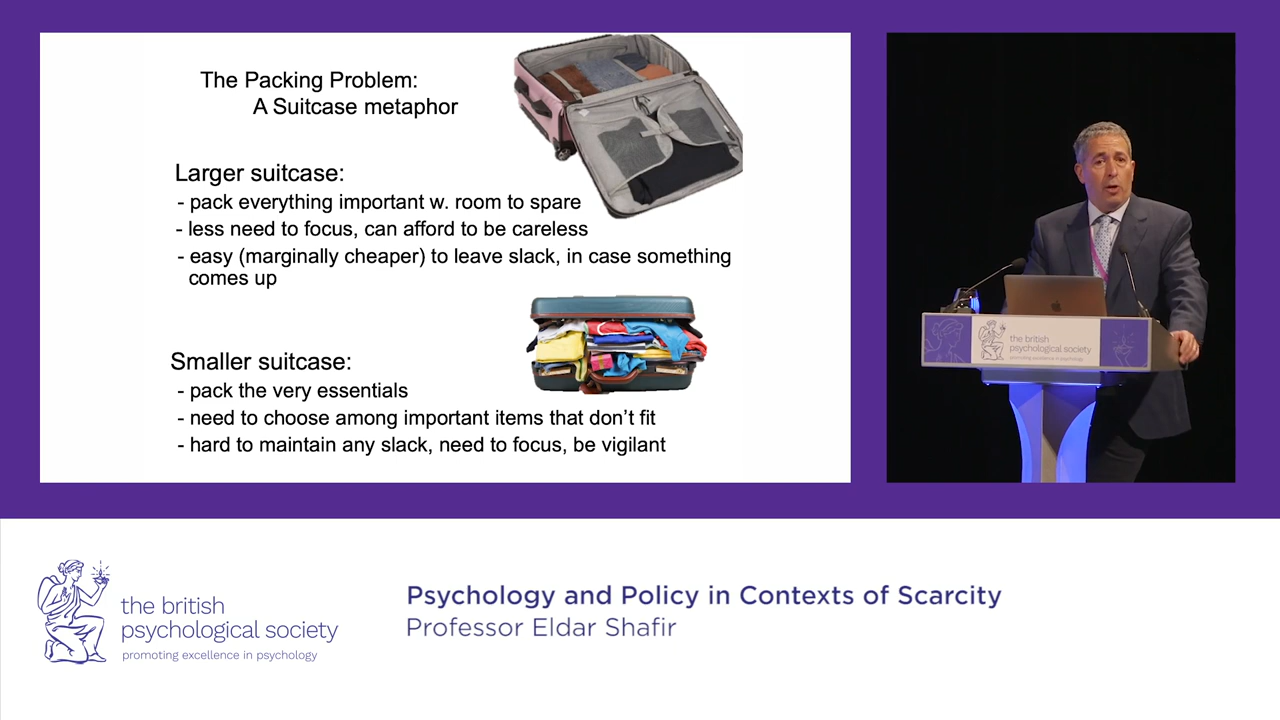 The Packing Problem:
A Suitcase metaphor
Larger suitcase:
- pack everything important w. room to spare
- less need to focus, can afford to be careless
- easy (marginally cheaper) to leave slack, in case something
comes up
Smaller suitcase:
- pack the very essentials
- need to choose among important items that don’t fit
- hard to maintain any slack, need to focus, be vigilant
the british
psychological society
promoting excellence in psychology
the british
psychological society
promoting excellence in psychology
Psychology and Policy in Contexts of Scarcity
Professor Eldar Shafir